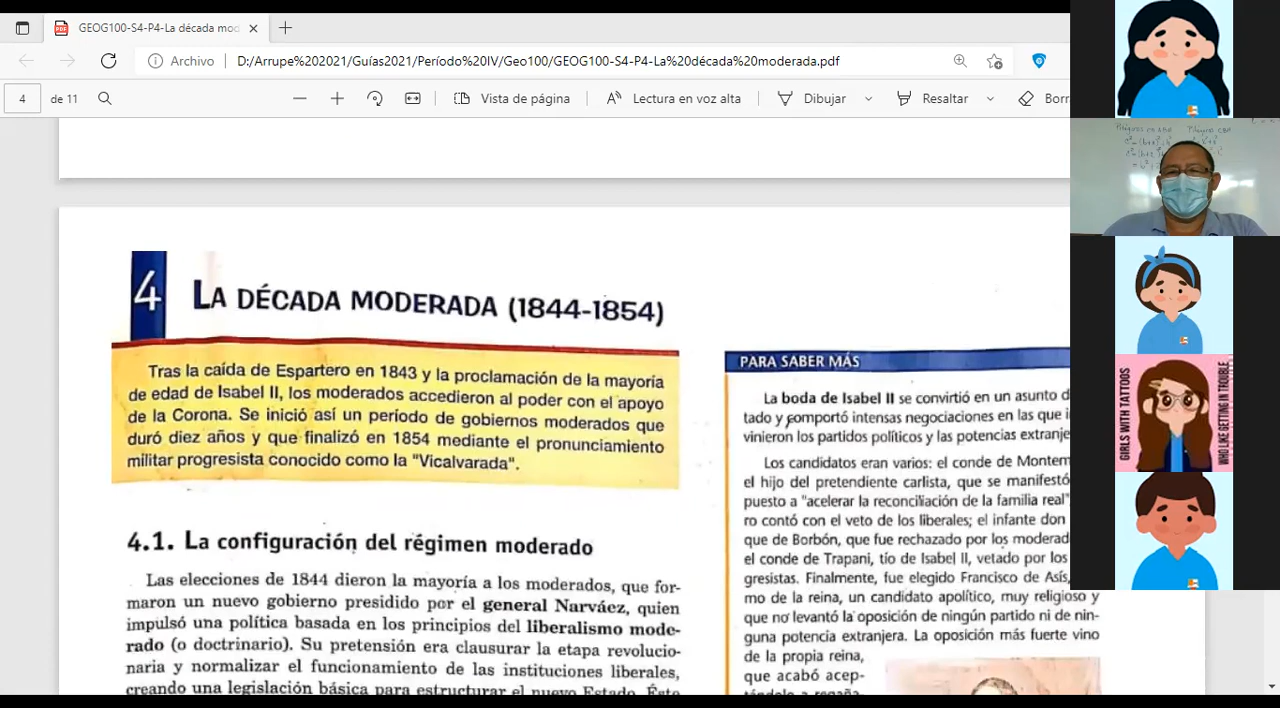 GEOG100-S4-P4-La década mod
Archivo
D:/Arrupe%202021/Guías2021/Período%20IV/Geo100/GEOG100-S4-P4-La%20década%20moderada.pdf
4
de 11
Vista de página
Lectura en voz alta
Dibujar
Resaltar
Borr
4
LA DÉCADA MODERADA (1844-1854)
Tras la caída de Espartero en 1843 y la proclamación de la mayoría
de edad de Isabel II, los moderados accedieron al poder con el apoyo
de la Corona. Se inició así un período de gobiernos moderados que
duró diez años y que finalizó en 1854 mediante el pronunciamiento
militar progresista conocido como la "Vicalvarada".
4.1. La configuración del régimen moderado
Las elecciones de 1844 dieron la mayoría a los moderados, que for-
maron un nuevo gobierno presidido por el general Narváez, quien
impulsó una política basada en los principios del liberalismo mode-
rado (o doctrinario). Su pretensión era clausurar la etapa revolucio-
naria y normalizar el funcionamiento de las instituciones liberales,
creando una legislación básica para estructurar el nuevo Estado. Éste
PARA SABER MÁS
La boda de Isabel II se convirtió en un asunto d
tado y comportó intensas negociaciones en las que i
vinieron los partidos políticos y las potencias extranje
Los candidatos eran varios: el conde de Montem
el hijo del pretendiente carlista, que se manifestó
puesto a "acelerar la reconciliación de la familia real"
ro contó con el veto de los liberales; el infante don
que de Borbón, que fue rechazado por los moderad
el conde de Trapani, tío de Isabel II, vetado por los
gresistas. Finalmente, fue elegido Francisco de Asís,
mo de la reina, un candidato apolítico, muy religioso y
que no levantó la oposición de ningún partido ni de nin-
guna potencia extranjera. La oposición más fuerte vino
de la propia reina,
que acabó acep-
tándolo a regaña-
GIRLS WITH TATTOOS
WHO LIKE GETTING IN TROUBLE